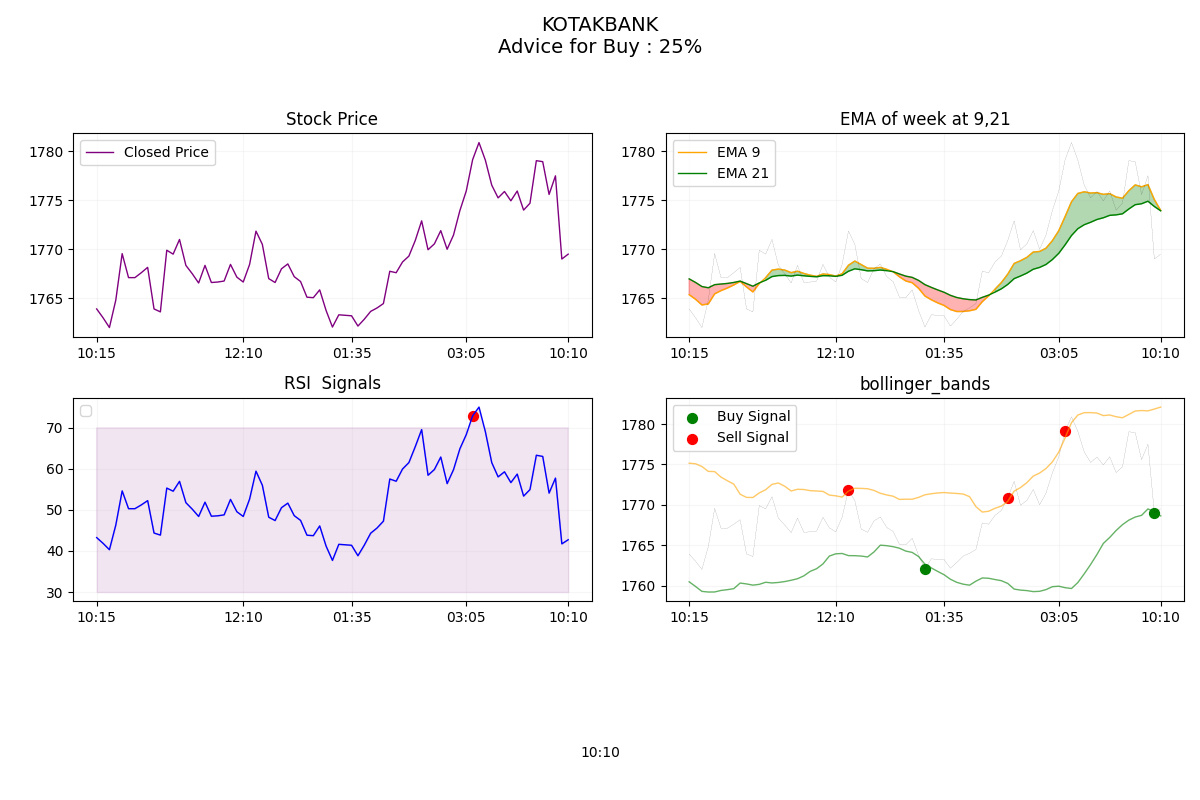 KOTAKBANK
Advice for Buy : 25%
Stock Price
1780
1775
1770
1765
Closed Price
10:15 12:10 01:35 03:05 10:10
EMA of week at 9,21
1780
1775
1770
1765
EMA 9
EMA 21
10:15 12:10 01:35 03:05 10:10
RSI  Signals
70
60
50
40
30
10:15 12:10 01:35 03:05 10:10
bollinger_bands
1780
1775
1770
1765
1760
Buy Signal
Sell Signal
10:15 12:10 01:35 03:05 10:10
10:10